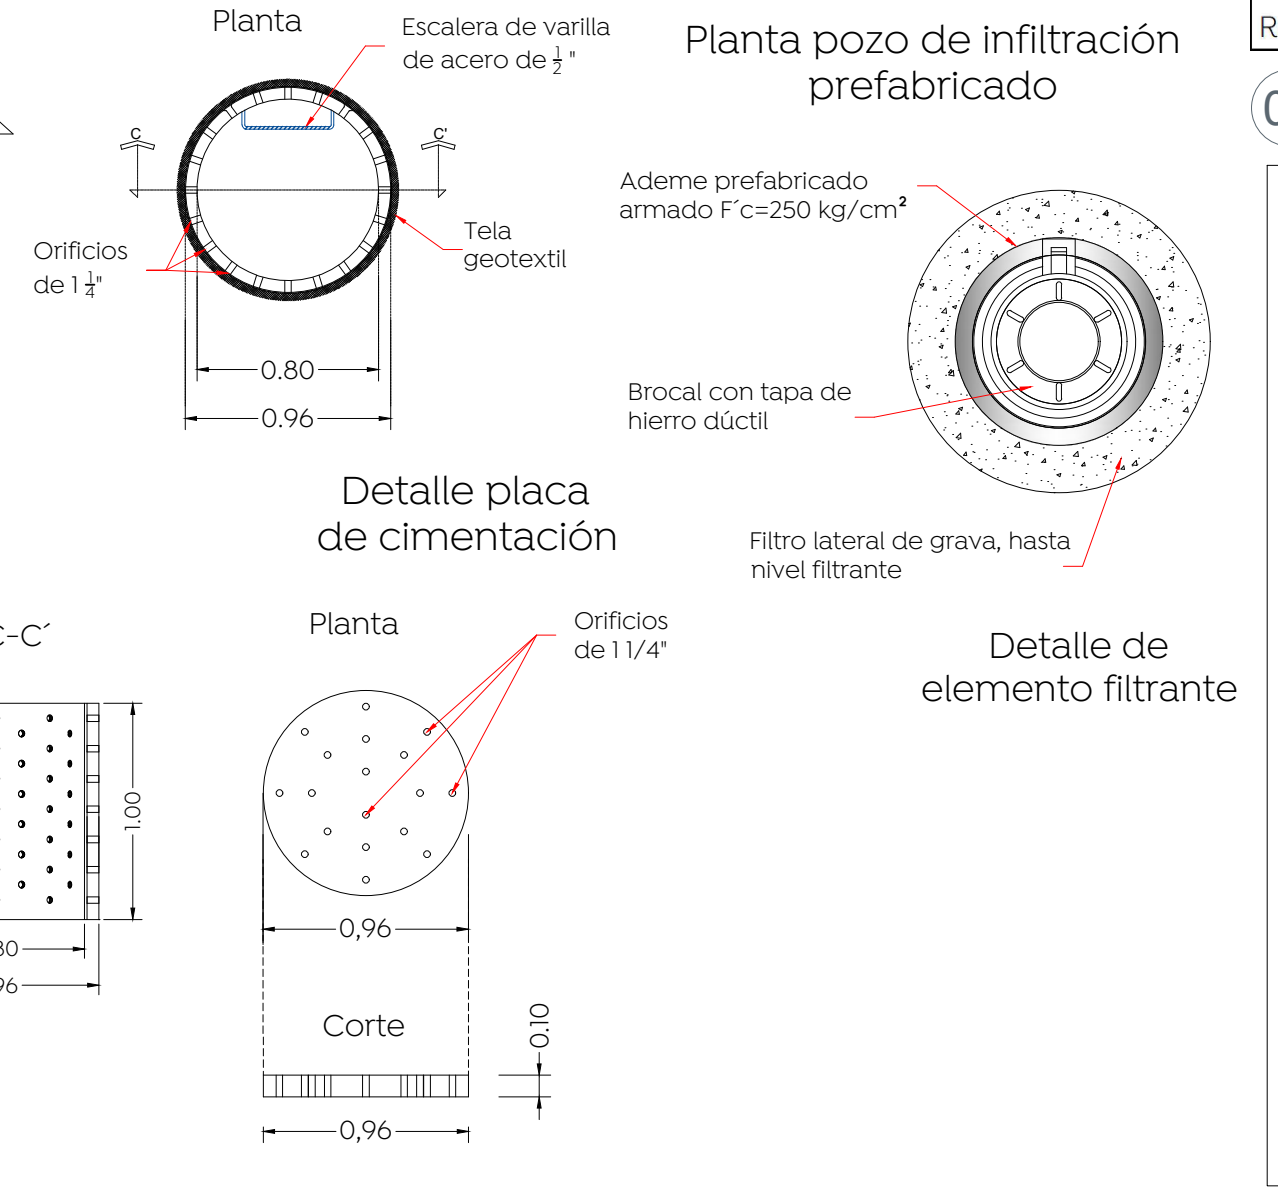 Planta
Escalera de varilla
de acero de 1/2 "
C
C'
Orificios
de 1 1/4"
Tela
geotextil
0.80
0.96
Planta pozo de infiltración
prefabricado
Ademe prefabricado
armado F´c=250 kg/cm²
Brocal con tapa de
hierro dúctil
Filtro lateral de grava, hasta
nivel filtrante
Detalle placa
de cimentación
Planta
Orificios
de 1 1/4"
0,96
Corte
0.10
0,96
C-C´
1.00
80
96
Detalle de
elemento filtrante
R